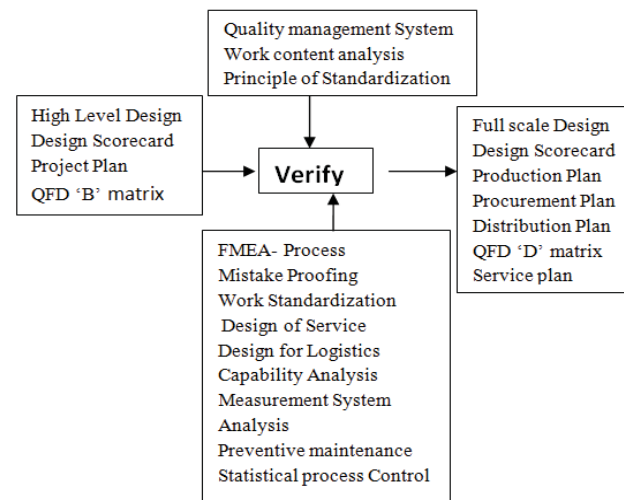 Quality management System
Work content analysis
Principle of Standardization
High Level Design
Design Scorecard
Project Plan
QFD ‘B’ matrix
Verify
Full scale Design
Design Scorecard
Production Plan
Procurement Plan
Distribution Plan
QFD ‘D’ matrix
Service plan
FMEA- Process
Mistake Proofing
Work Standardization
Design of Service
Design for Logistics
Capability Analysis
Measurement System
Analysis
Preventive maintenance
Statistical process Control